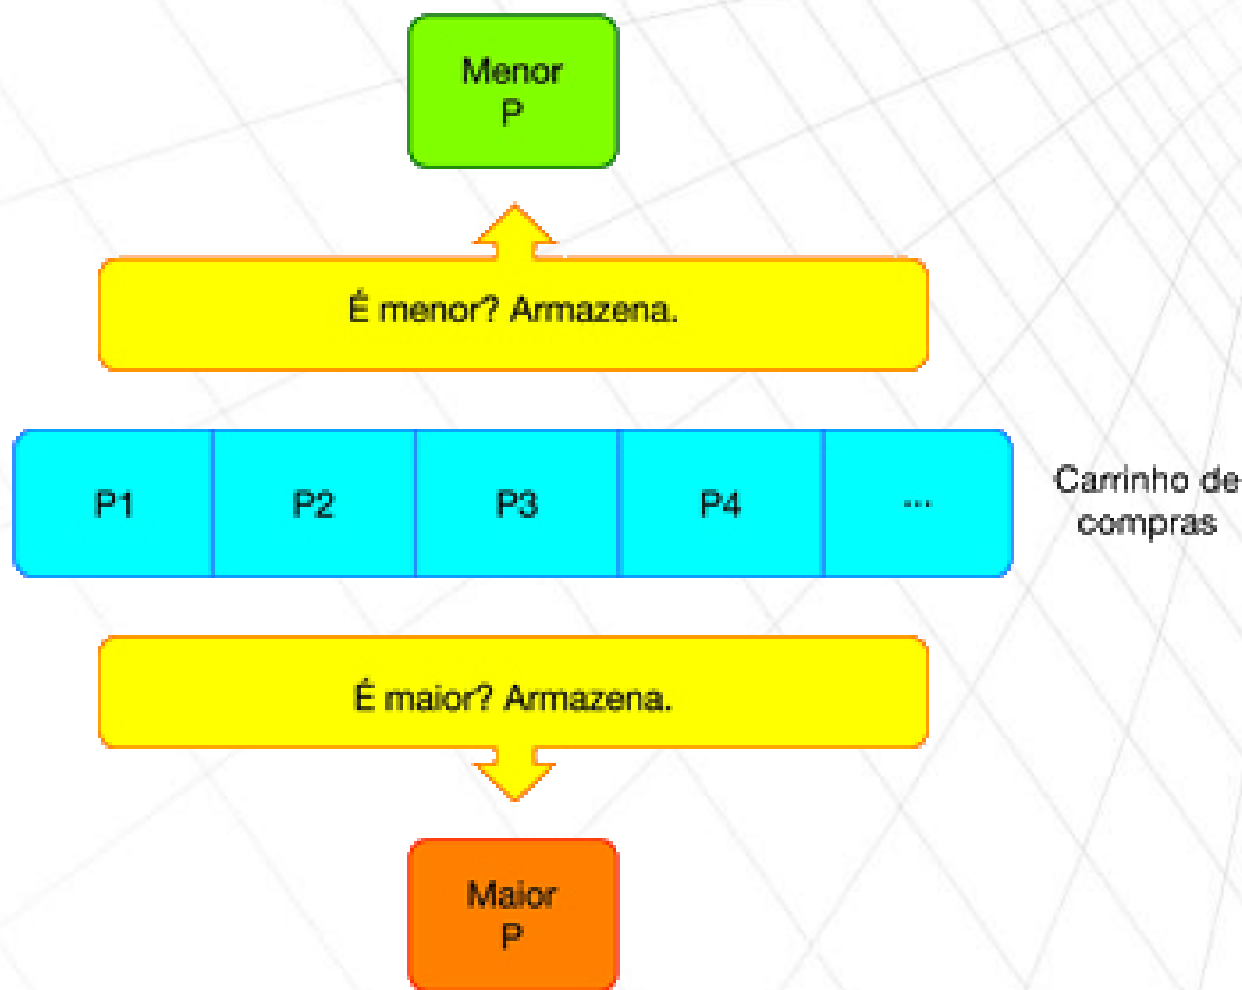 Menor
P
É menor? Armazena.
P1
P2
P3
P4
...
Carrinho de
compras
É maior? Armazena.
Maior
P